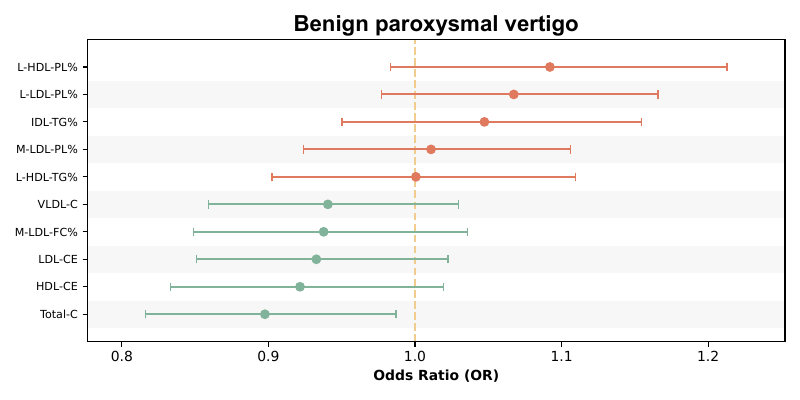 Benign paroxysmal vertigo
L-HDL-PL%
L-LDL-PL%
IDL-TG%
M-LDL-PL%
L-HDL-TG%
VLDL-C
M-LDL-FC%
LDL-CE
HDL-CE
Total-C
0.8 0.9 1.0 1.1 1.2
Odds Ratio (OR)